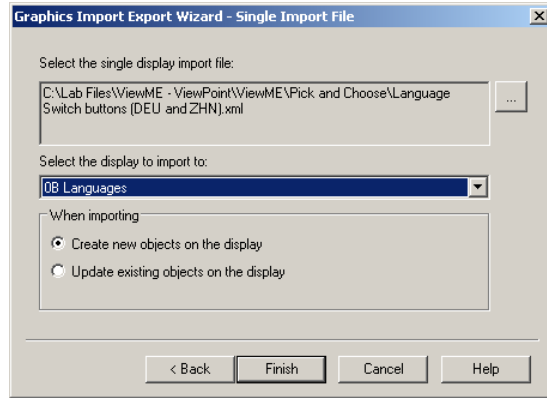 Graphics Import Export Wizard - Single Import File
Select the single display import file:
C:\Lab Files\ViewME - ViewPoint\ViewME\Pick and Choose\Language
Switch buttons (DEU and ZHN).xml
...
Select the display to import to:
0B Languages
When importing
Create new objects on the display
Update existing objects on the display
< Back
Finish
Cancel
Help